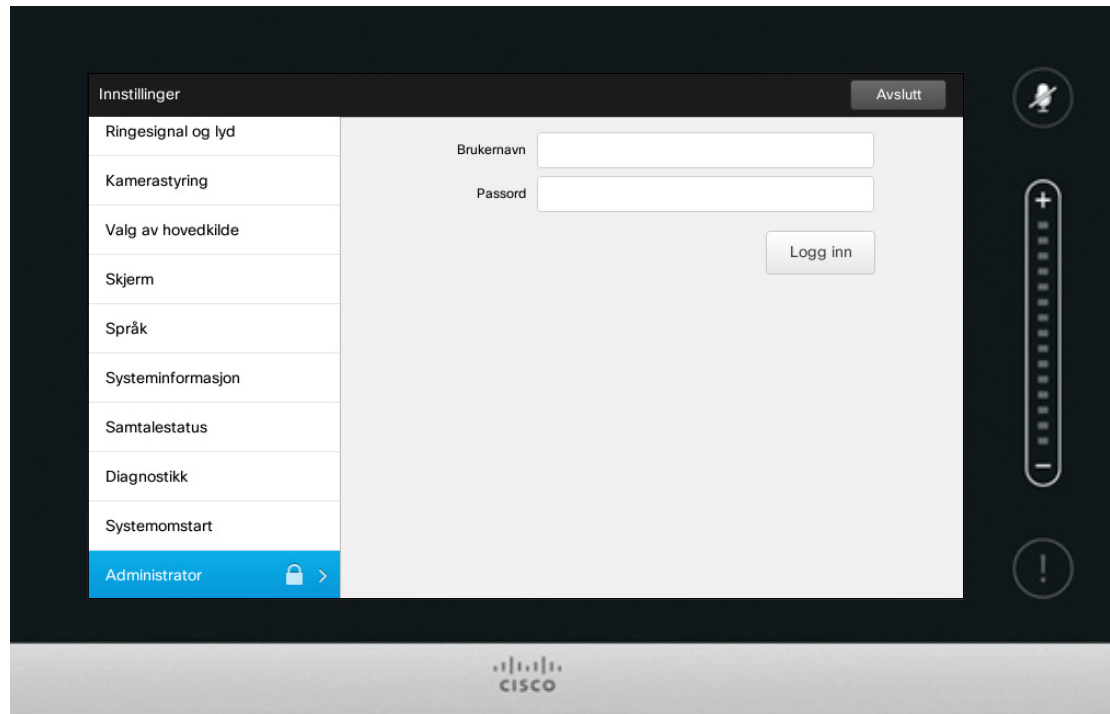 Innstillinger
Avslutt
Ringesignal og lyd
Kamerastyring
Valg av hovedkilde
Skjerm
Språk
Systeminformasjon
Samtalestatus
Diagnostikk
Systemomstart
Administrator
Brukernavn
Passord
Logg inn
+
−
!
CISCO